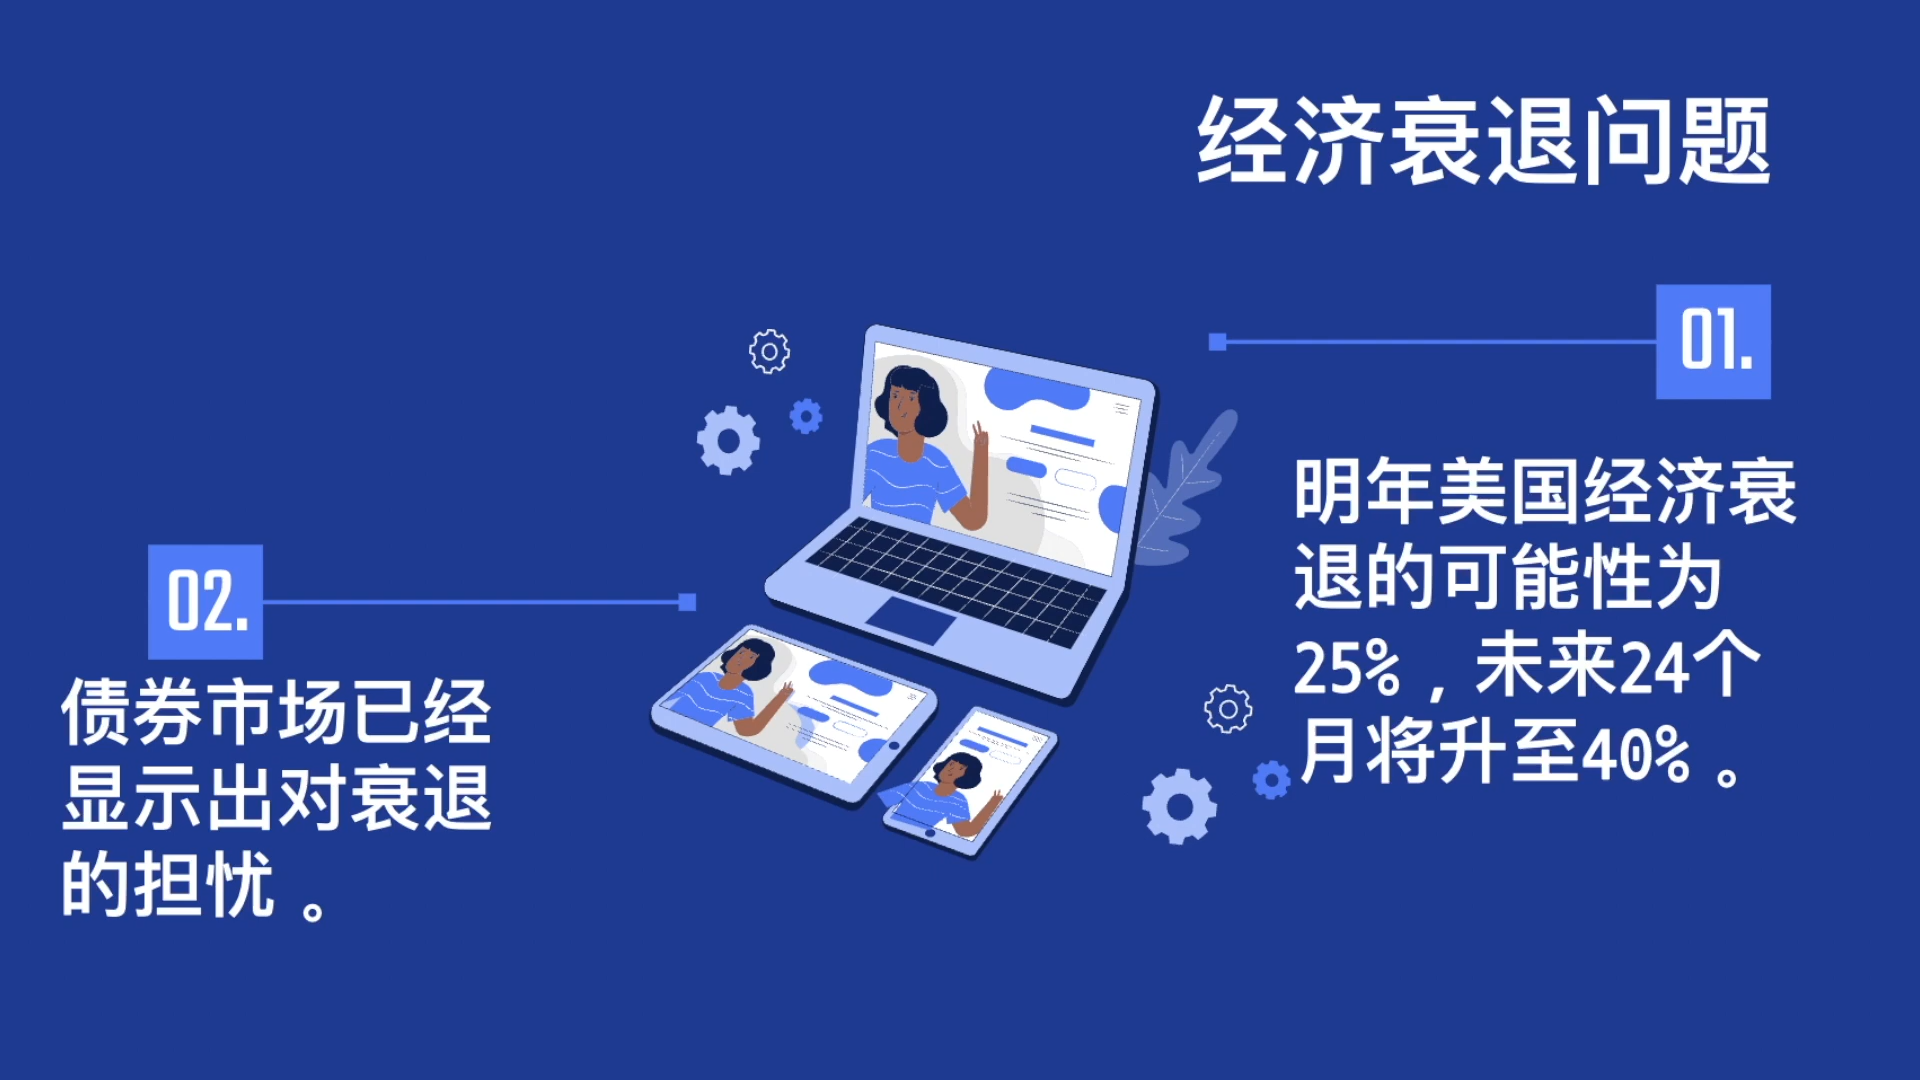 经济衰退问题
01.
明年美国经济衰
退的可能性为
25%，未来24个
月将升至40%。
02.
债券市场已经
显示出对衰退
的担忧。